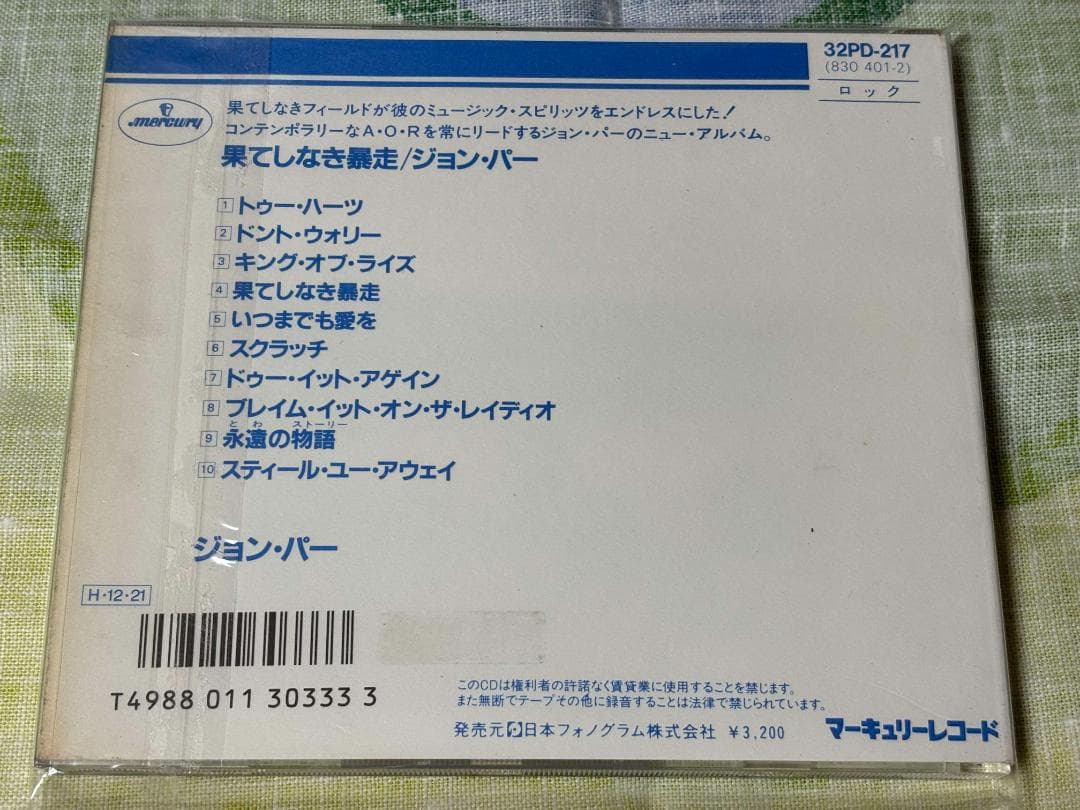 32PD-217
(830 401-2)
ロック
mercury
果てしなきフィールドが彼のミュージック・スピリッツをエンドレスにした!
コンテンポラリーなA・O・Rを常にリードするジョン・パーのニュー・アルバム。
果てしなき暴走/ジョン・パー
1 トゥー・ハーツ
2 ドント・ウォリー
3 キング・オブ・ライズ
4 果てしなき暴走
5 いつまでも愛を
6 スクラッチ
7 ドゥー・イット・アゲイン
8 ブレイム・イット・オン・ザ・レイディオ
とわ ストーリー
9 永遠の物語
10 スティール・ユー・アウェイ
ジョン・パー
H・12・21
T4988 011 30333 3
このCDは権利者の許諾なく賃貸業に使用することを禁じます。
また無断でテープその他に録音することは法律で禁じられています。
発売元 日本フォノグラム株式会社 ¥3,200
マーキュリーレコード